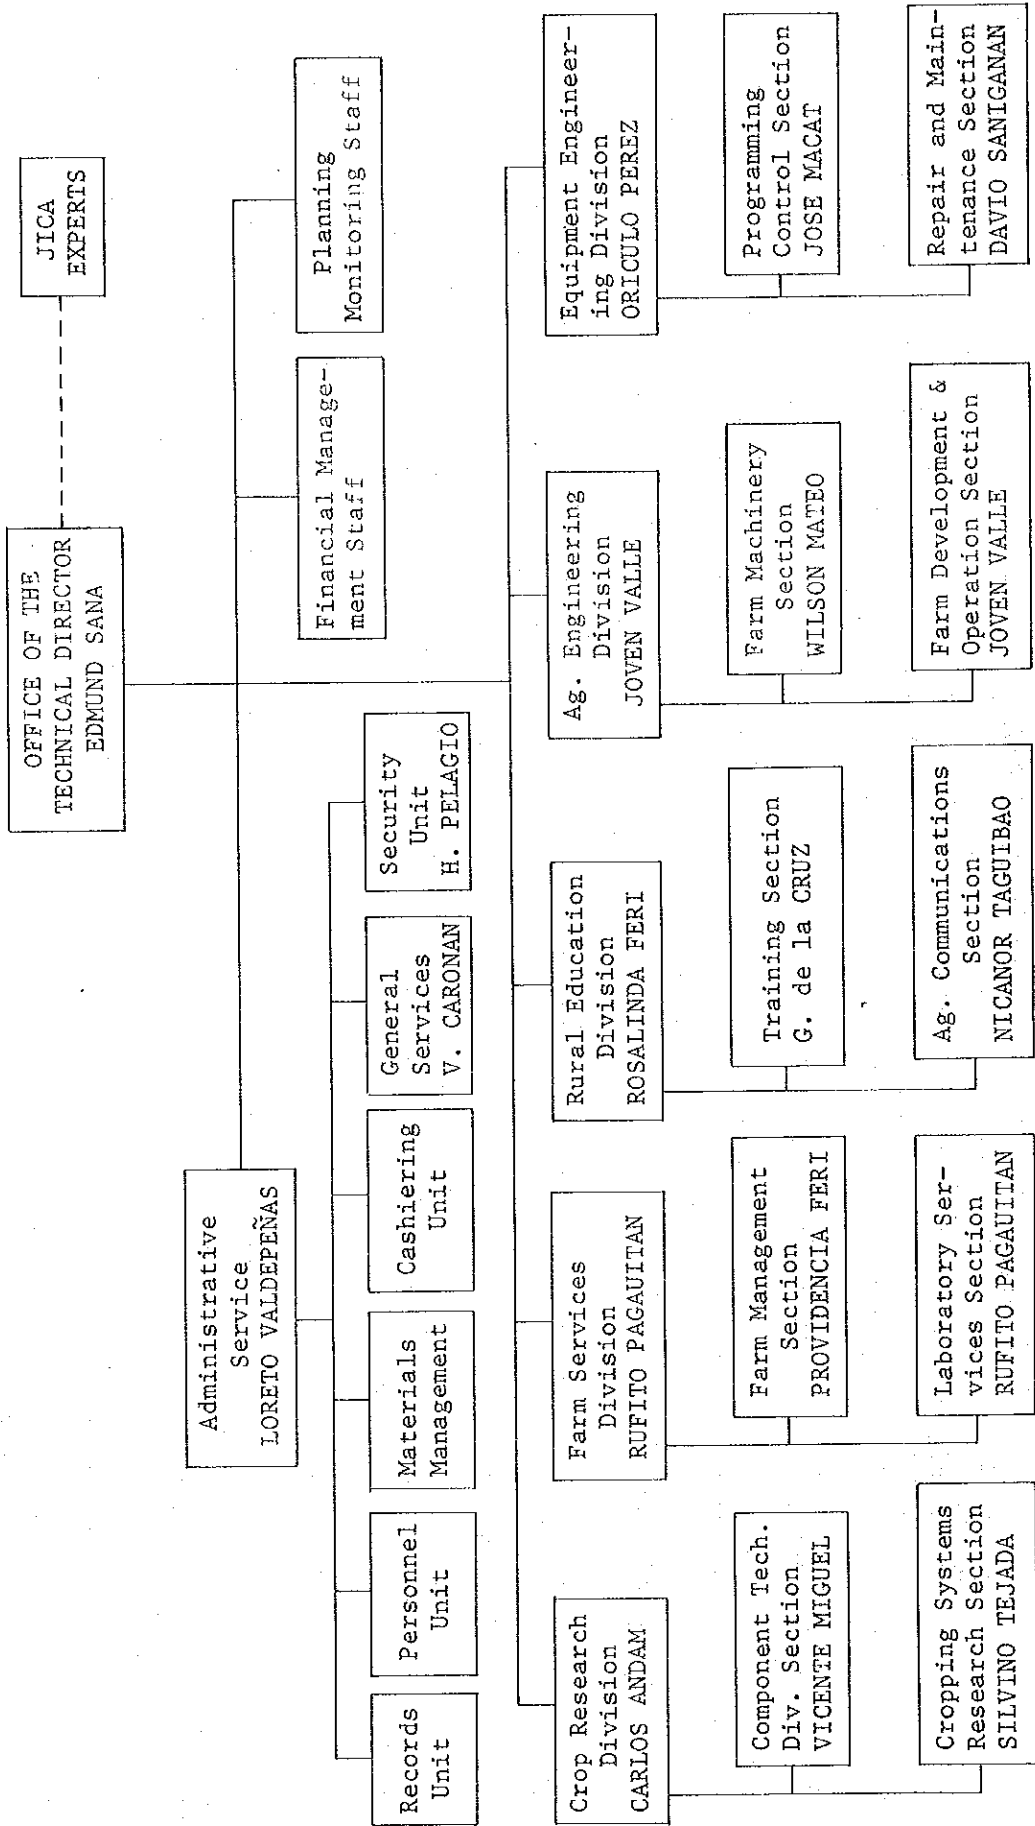 OFFICE OF THE
TECHNICAL DIRECTOR
EDMUND SANA
JICA
EXPERTS
Administrative
Service
LORETO VALDEPEÑAS
Financial Manage-
ment Staff
Planning
Monitoring Staff
Records
Unit
Personnel
Unit
Materials
Management
Cashiering
Unit
General
Services
V. CARONAN
Security
Unit
H. PELAGIO
Crop Research
Division
CARLOS ANDAM
Farm Services
Division
RUFITO PAGAUITAN
Rural Education
Division
ROSALINDA FERI
Ag. Engineering
Division
JOVEN VALLE
Equipment Engineer-
ing Division
ORICULO PEREZ
Component Tech.
Div. Section
VICENTE MIGUEL
Farm Management
Section
PROVIDENCIA FERI
Training Section
G. de la CRUZ
Farm Machinery
Section
WILSON MATEO
Programming
Control Section
JOSE MACAT
Cropping Systems
Research Section
SILVINO TEJADA
Laboratory Ser-
vices Section
RUFITO PAGAUITAN
Ag. Communications
Section
NICANOR TAGUIBAO
Farm Development &
Operation Section
JOVEN VALLE
Repair and Main-
tenance Section
DAVIO SANIGANAN